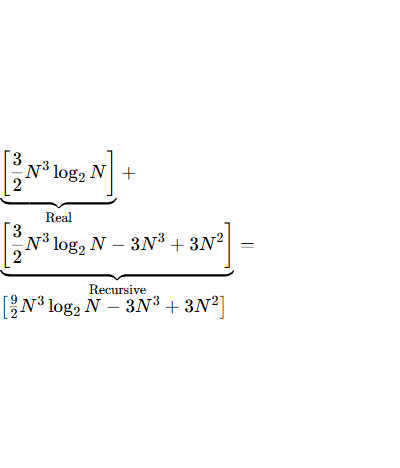 [3/2 N³ log₂ N] +
Real
[3/2 N³ log₂ N − 3N³ + 3N²] =
Recursive
[9/2 N³ log₂ N − 3N³ + 3N²]